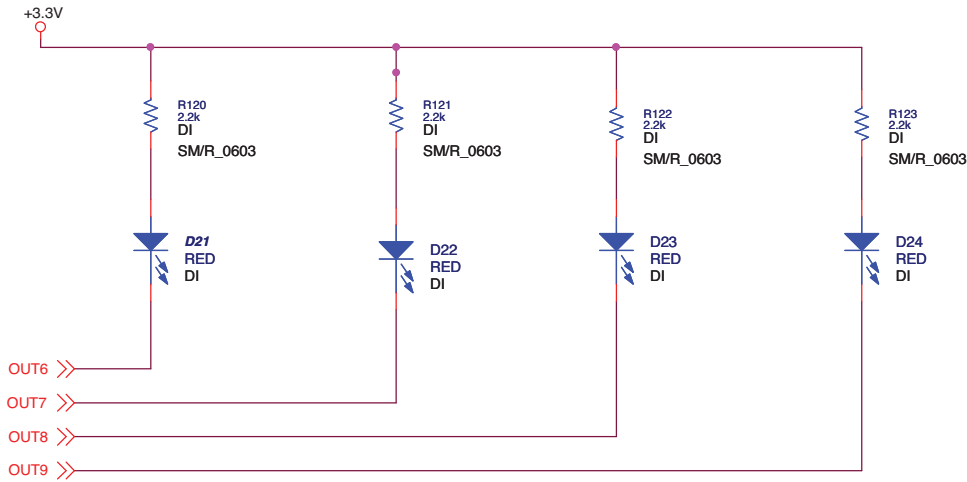 +3.3V
R120
2.2k
DI
SM/R_0603
R121
2.2k
DI
SM/R_0603
R122
2.2k
DI
SM/R_0603
R123
2.2k
DI
SM/R_0603
D21
RED
DI
D22
RED
DI
D23
RED
DI
D24
RED
DI
OUT6
OUT7
OUT8
OUT9